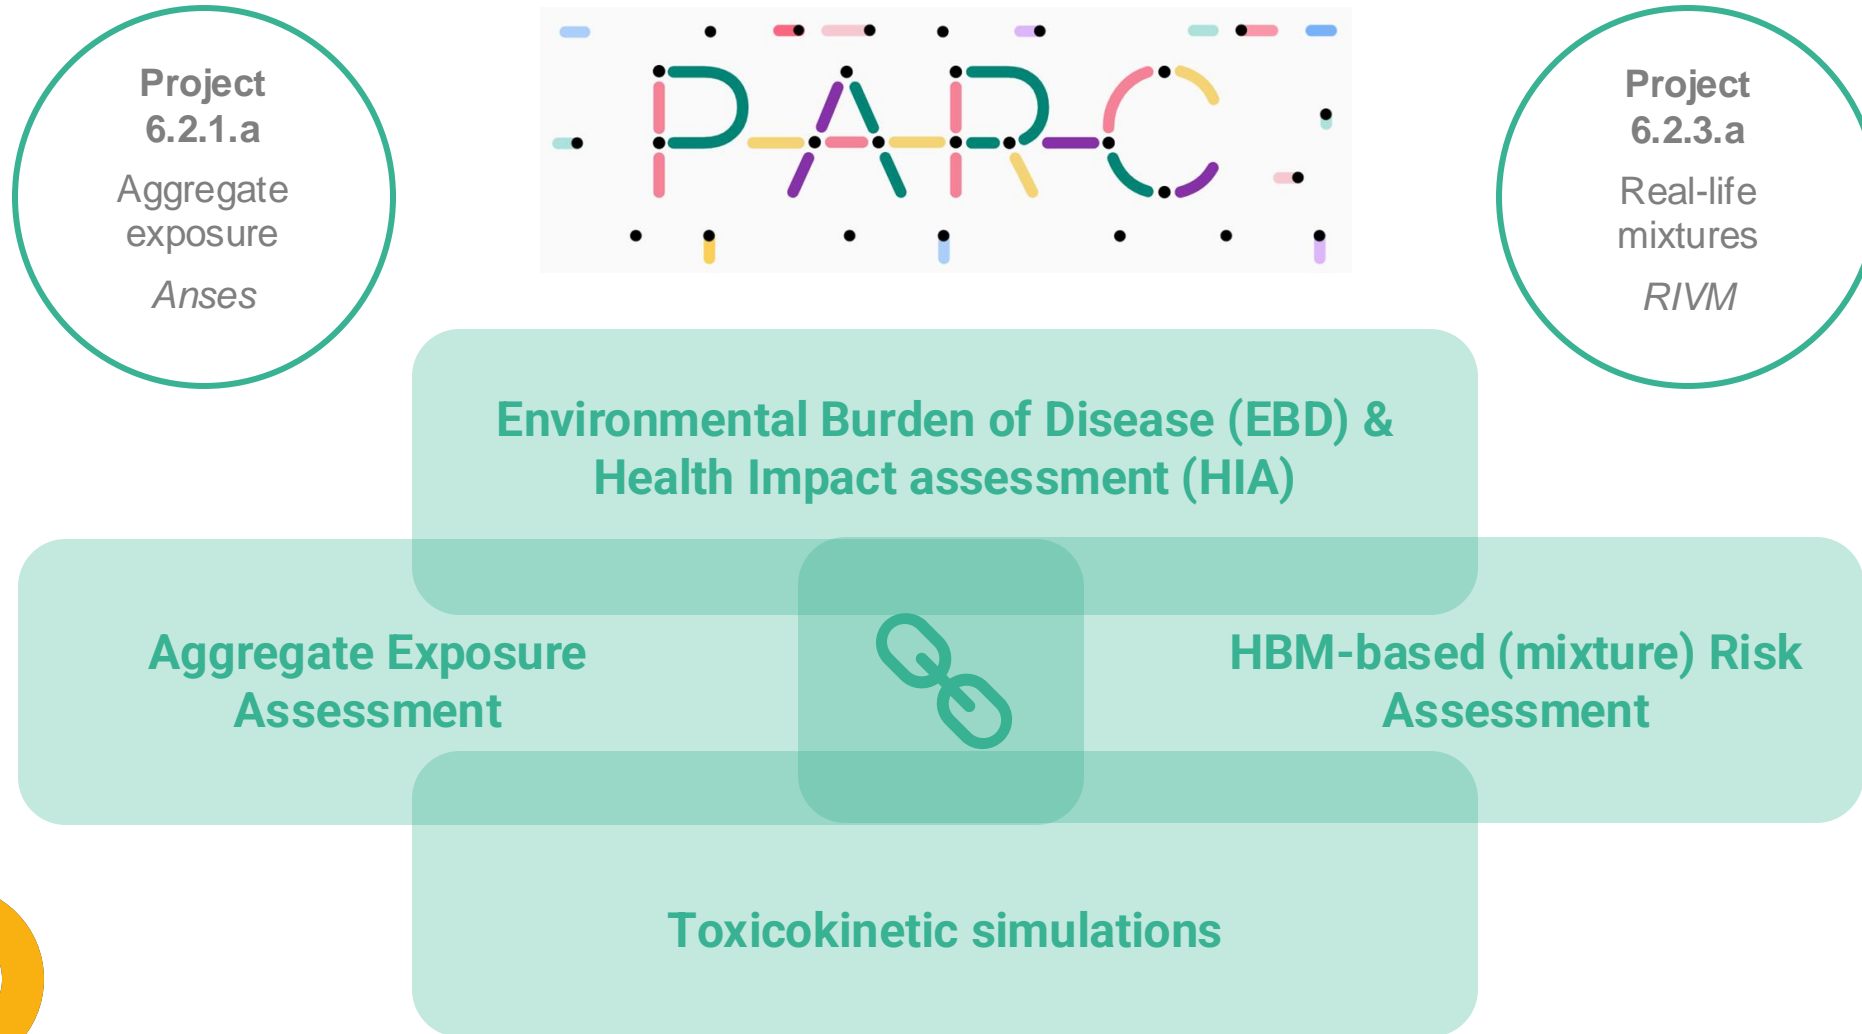 Project
6.2.1.a
Aggregate
exposure
Anses
PARC
Project
6.2.3.a
Real-life
mixtures
RIVM
Environmental Burden of Disease (EBD) &
Health Impact assessment (HIA)
Aggregate Exposure
Assessment
HBM-based (mixture) Risk
Assessment
Toxicokinetic simulations